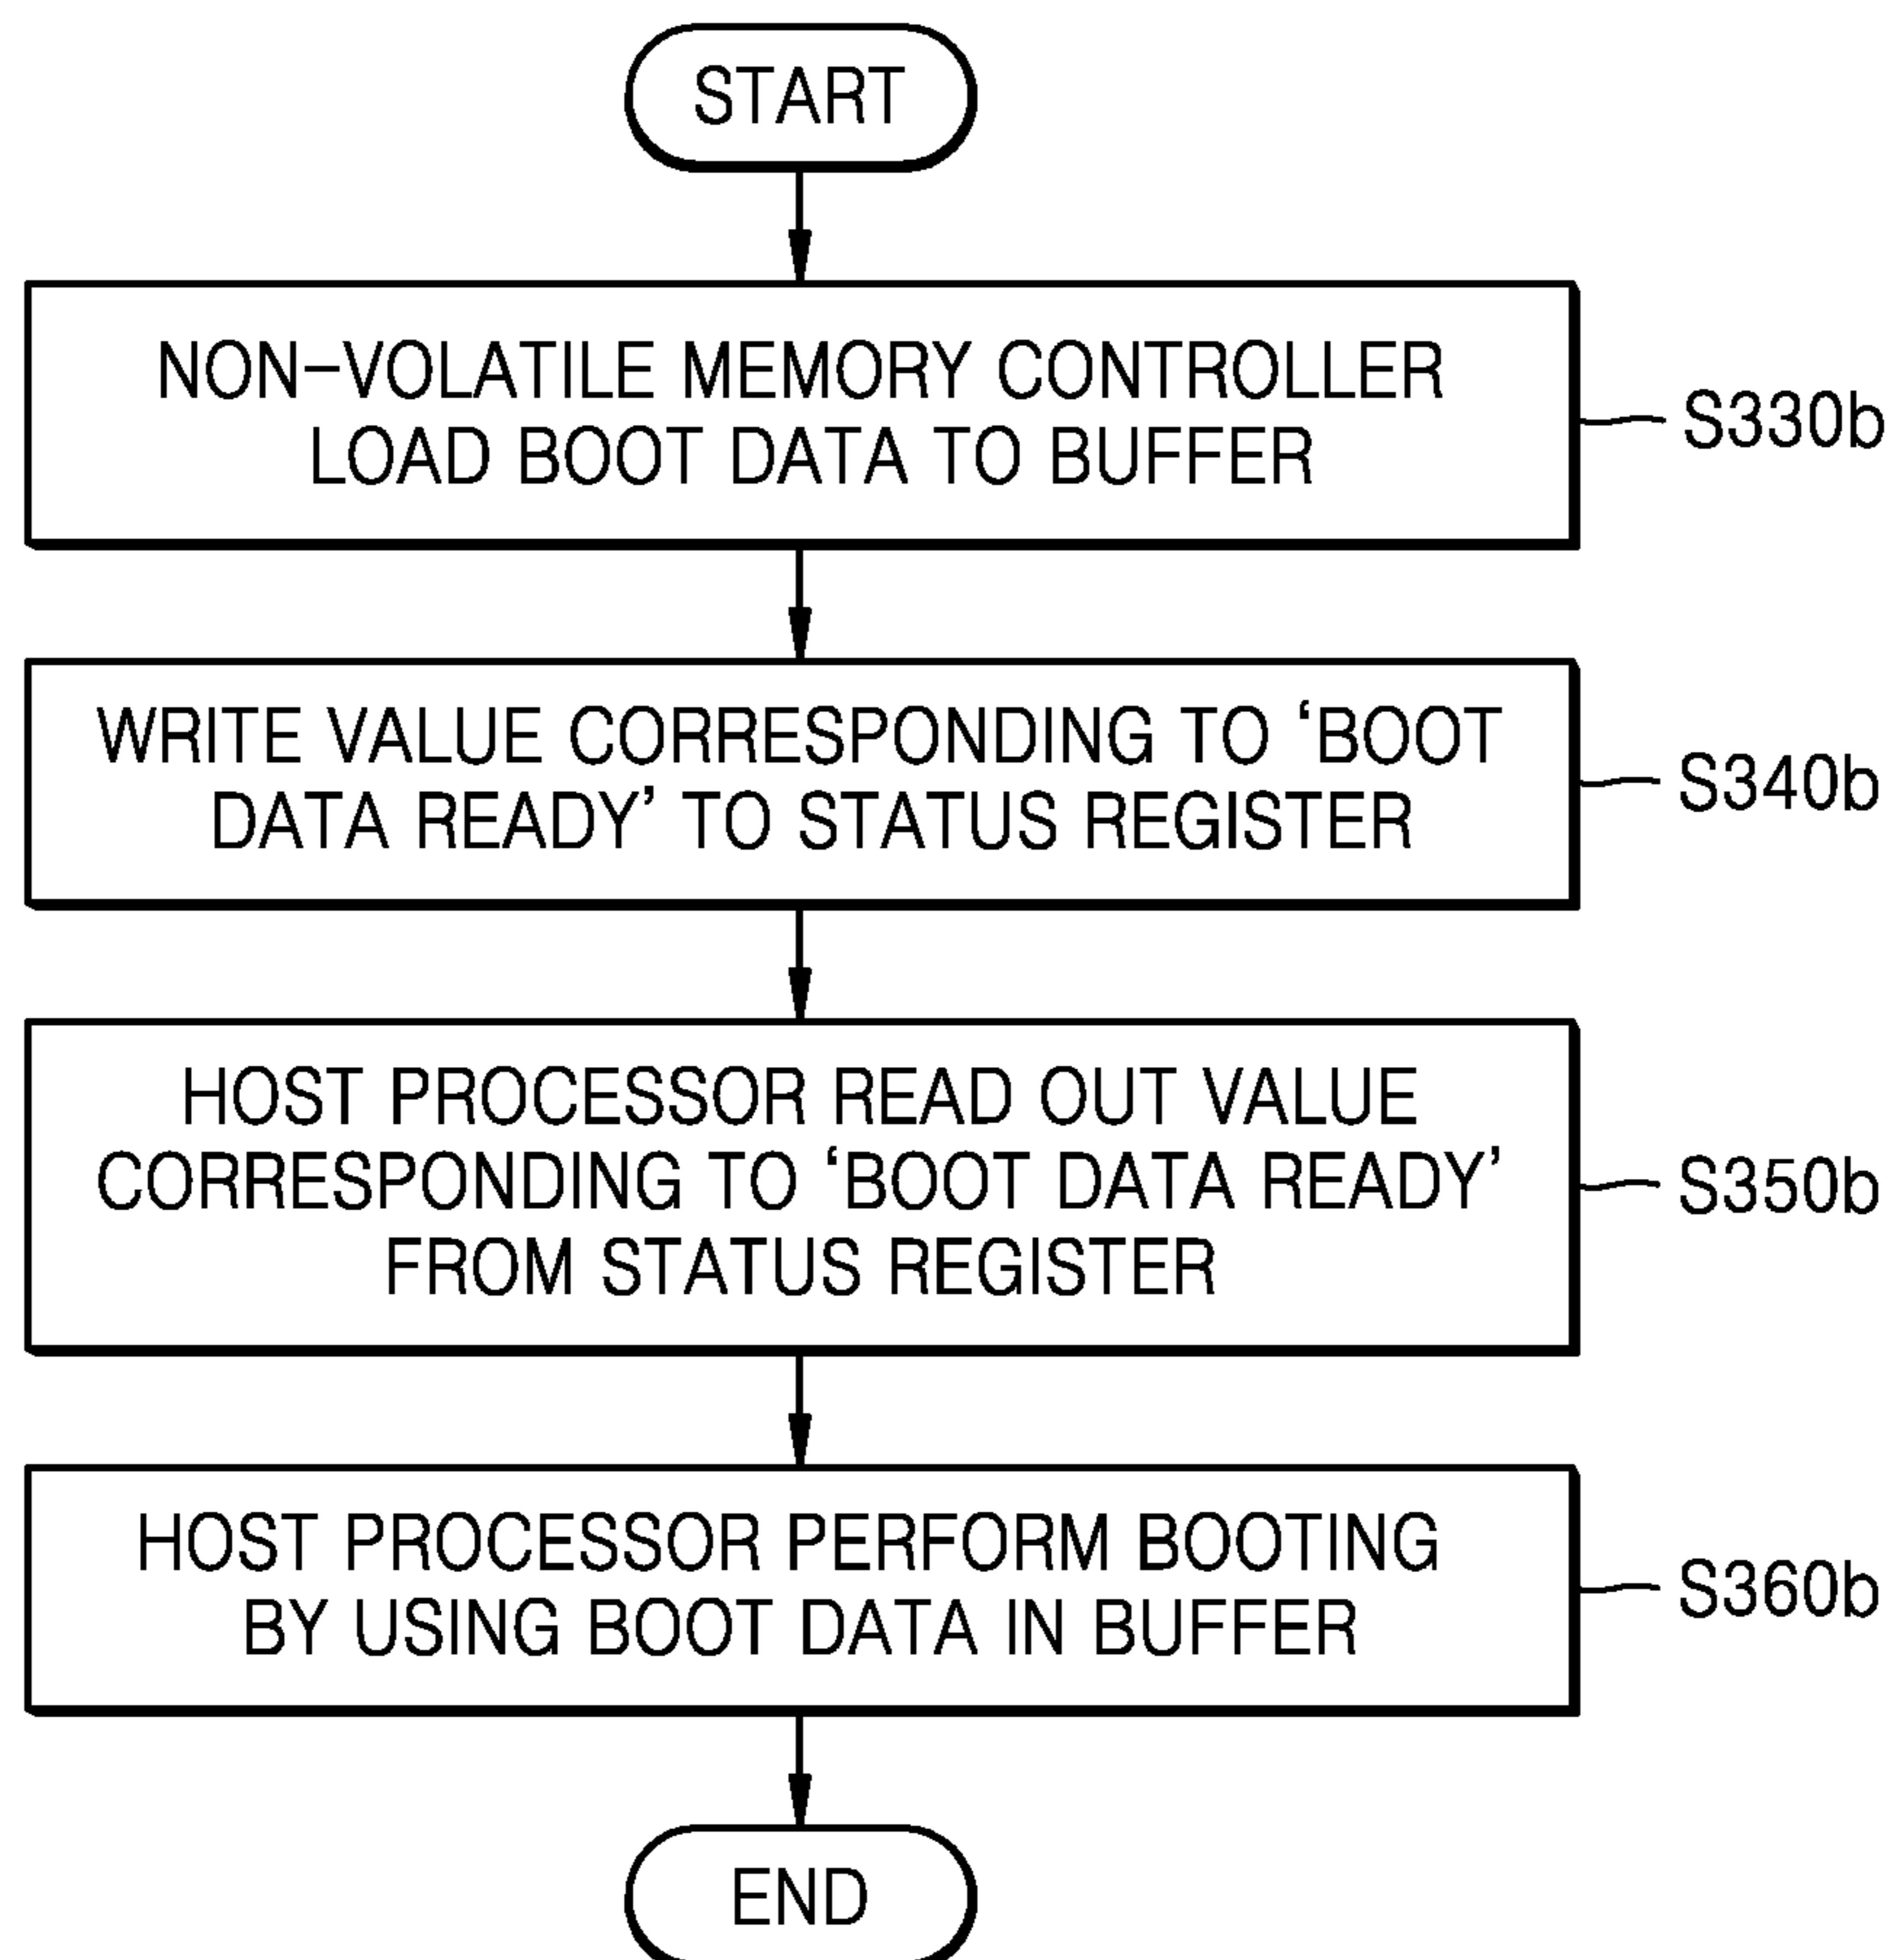 START
NON-VOLATILE MEMORY CONTROLLER
LOAD BOOT DATA TO BUFFER
S330b
WRITE VALUE CORRESPONDING TO ‘BOOT
DATA READY’ TO STATUS REGISTER
S340b
HOST PROCESSOR READ OUT VALUE
CORRESPONDING TO ‘BOOT DATA READY’
FROM STATUS REGISTER
S350b
HOST PROCESSOR PERFORM BOOTING
BY USING BOOT DATA IN BUFFER
S360b
END